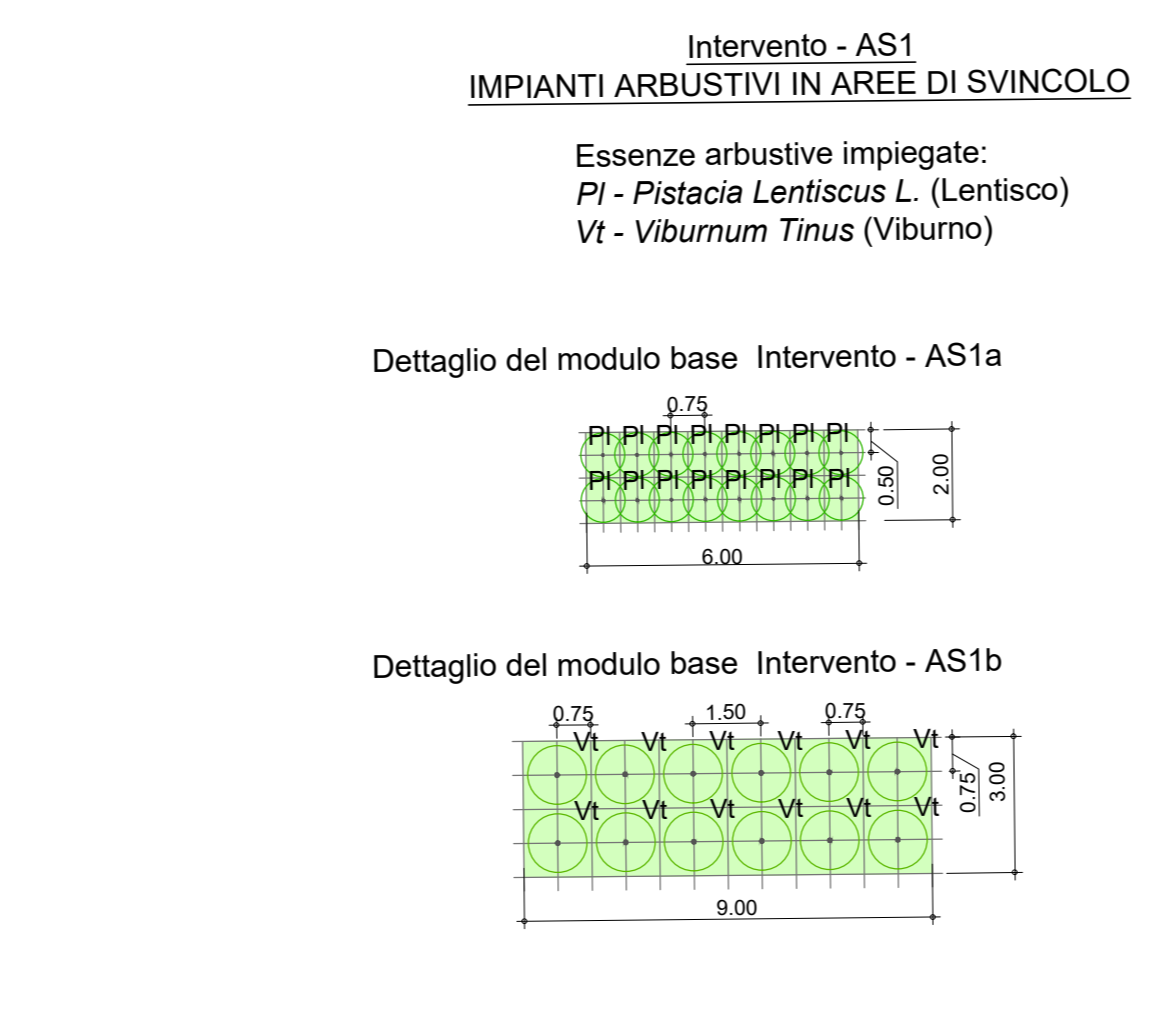 Intervento - AS1
IMPIANTI ARBUSTIVI IN AREE DI SVINCOLO
Essenze arbustive impiegate:
Pl - Pistacia Lentiscus L. (Lentisco)
Vt - Viburnum Tinus (Viburno)
Dettaglio del modulo base Intervento - AS1a
0.75
Pl Pl Pl Pl Pl Pl Pl Pl
Pl Pl Pl Pl Pl Pl Pl Pl
0.50
2.00
6.00
Dettaglio del modulo base Intervento - AS1b
0.75 1.50 0.75
Vt Vt Vt Vt Vt Vt
Vt Vt Vt Vt Vt Vt
0.75
3.00
9.00